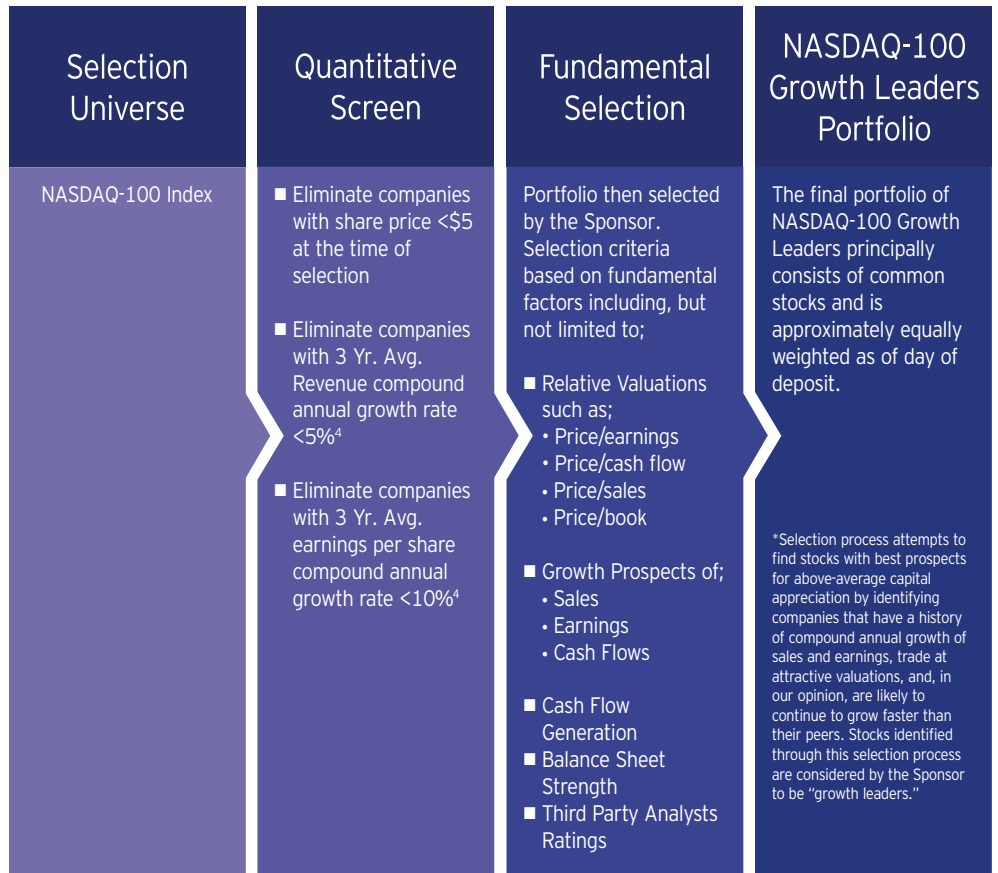 Selection
Universe
NASDAQ-100 Index
Quantitative
Screen
■ Eliminate companies
with share price <$5
at the time of
selection
■ Eliminate companies
with 3 Yr. Avg.
Revenue compound
annual growth rate
<5%⁴
■ Eliminate companies
with 3 Yr. Avg.
earnings per share
compound annual
growth rate <10%⁴
Fundamental
Selection
Portfolio then selected
by the Sponsor.
Selection criteria
based on fundamental
factors including, but
not limited to;
■ Relative Valuations
such as;
• Price/earnings
• Price/cash flow
• Price/sales
• Price/book
■ Growth Prospects of;
• Sales
• Earnings
• Cash Flows
■ Cash Flow
Generation
■ Balance Sheet
Strength
■ Third Party Analysts
Ratings
NASDAQ-100
Growth Leaders
Portfolio
The final portfolio of
NASDAQ-100 Growth
Leaders principally
consists of common
stocks and is
approximately equally
weighted as of day of
deposit.
*Selection process attempts to
find stocks with best prospects
for above-average capital
appreciation by identifying
companies that have a history
of compound annual growth of
sales and earnings, trade at
attractive valuations, and, in
our opinion, are likely to
continue to grow faster than
their peers. Stocks identified
through this selection process
are considered by the Sponsor
to be “growth leaders.”